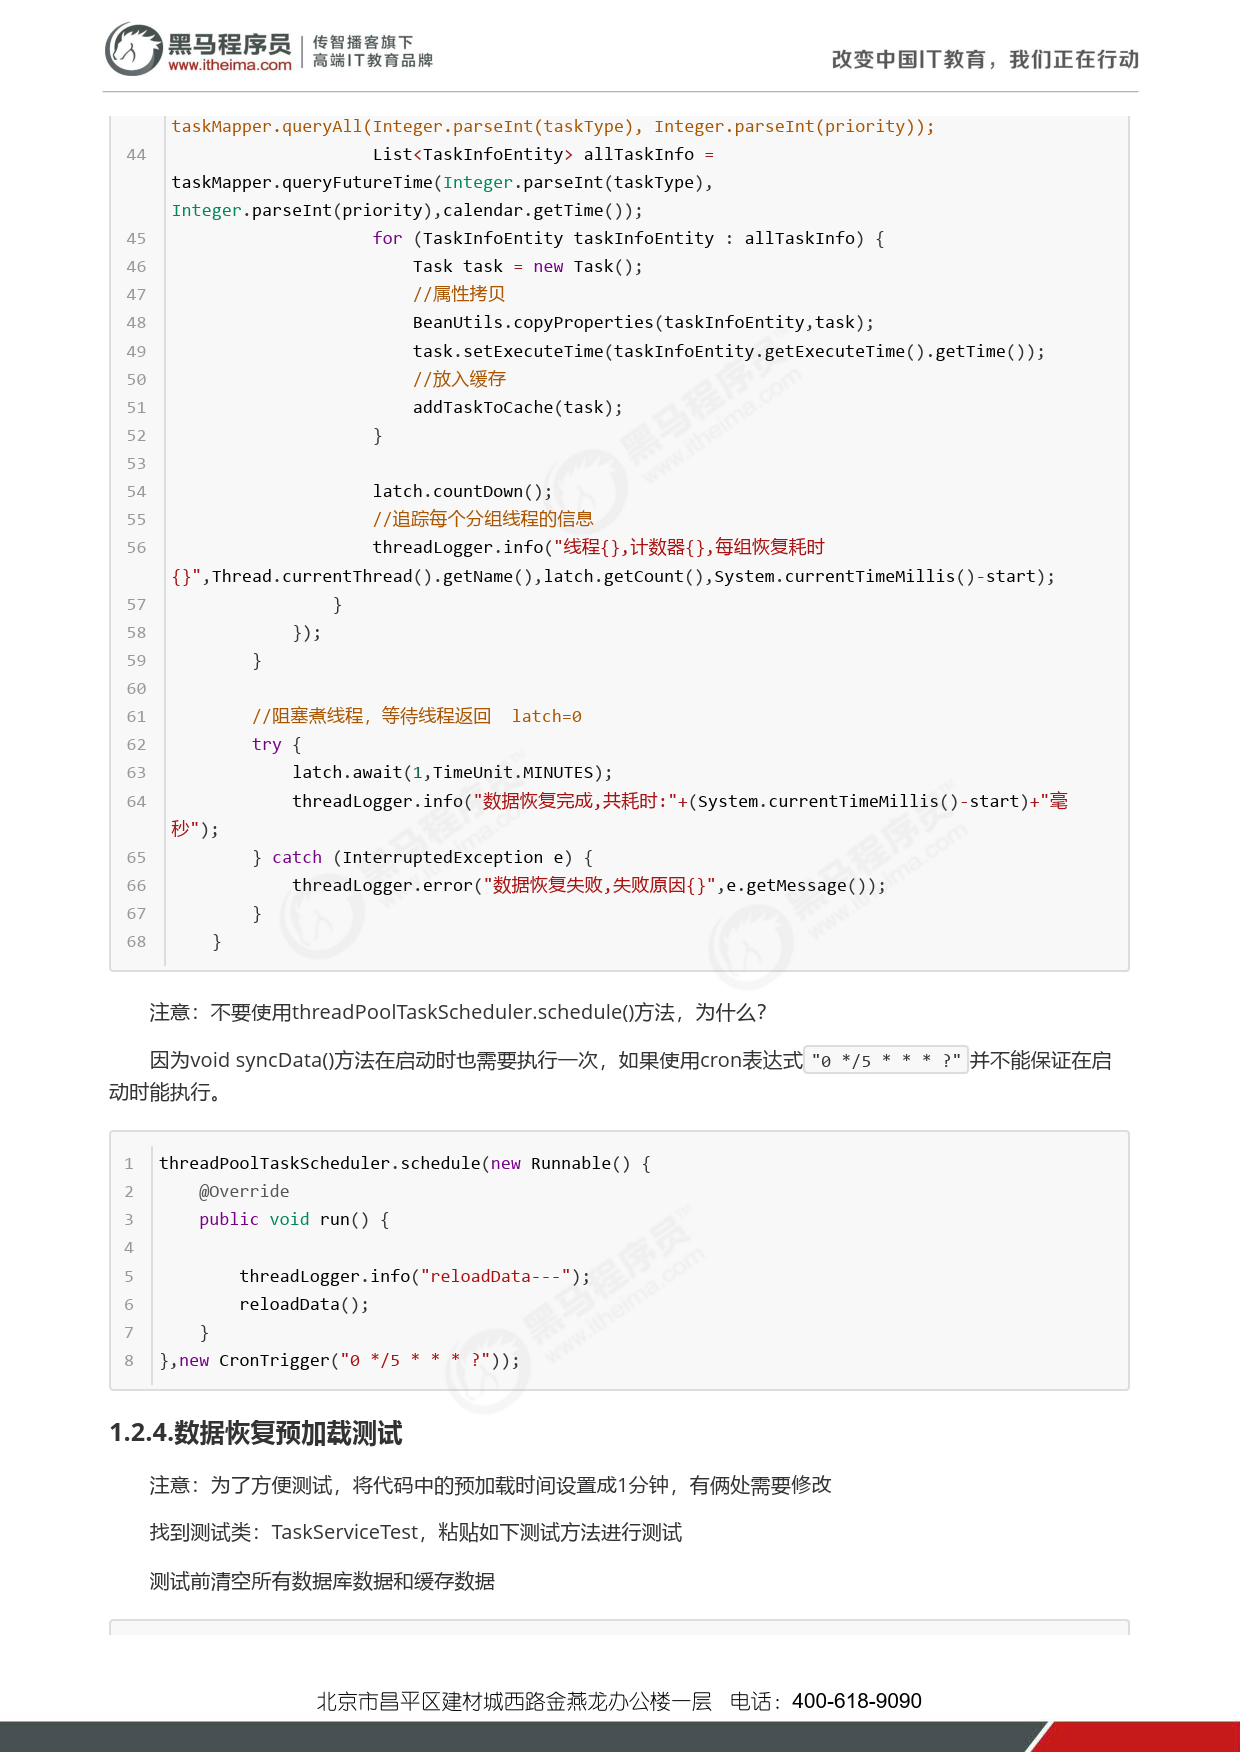 黑马程序员 传智播客旗下
www.itheima.com 高端IT教育品牌
改变中国IT教育，我们正在行动
taskMapper.queryAll(Integer.parseInt(taskType), Integer.parseInt(priority));
44 List<TaskInfoEntity> allTaskInfo =
taskMapper.queryFutureTime(Integer.parseInt(taskType),
Integer.parseInt(priority),calendar.getTime());
45 for (TaskInfoEntity taskInfoEntity : allTaskInfo) {
46 Task task = new Task();
47 //属性拷贝
48 BeanUtils.copyProperties(taskInfoEntity,task);
49 task.setExecuteTime(taskInfoEntity.getExecuteTime().getTime());
50 //放入缓存
51 addTaskToCache(task);
52 }
53
54 latch.countDown();
55 //追踪每个分组线程的信息
56 threadLogger.info("线程{},计数器{},每组恢复耗时
{}",Thread.currentThread().getName(),latch.getCount(),System.currentTimeMillis()-start);
57 }
58 });
59 }
60
61 //阻塞煮线程，等待线程返回 latch=0
62 try {
63 latch.await(1,TimeUnit.MINUTES);
64 threadLogger.info("数据恢复完成,共耗时:"+(System.currentTimeMillis()-start)+"毫
秒");
65 } catch (InterruptedException e) {
66 threadLogger.error("数据恢复失败,失败原因{}",e.getMessage());
67 }
68 }
注意：不要使用threadPoolTaskScheduler.schedule()方法，为什么？
因为void syncData()方法在启动时也需要执行一次，如果使用cron表达式 "0 */5 * * * ?" 并不能保证在启
动时能执行。
1 threadPoolTaskScheduler.schedule(new Runnable() {
2 @Override
3 public void run() {
4
5 threadLogger.info("reloadData---");
6 reloadData();
7 }
8 },new CronTrigger("0 */5 * * * ?"));
1.2.4.数据恢复预加载测试
注意：为了方便测试，将代码中的预加载时间设置成1分钟，有俩处需要修改
找到测试类：TaskServiceTest，粘贴如下测试方法进行测试
测试前清空所有数据库数据和缓存数据
北京市昌平区建材城西路金燕龙办公楼一层 电话：400-618-9090